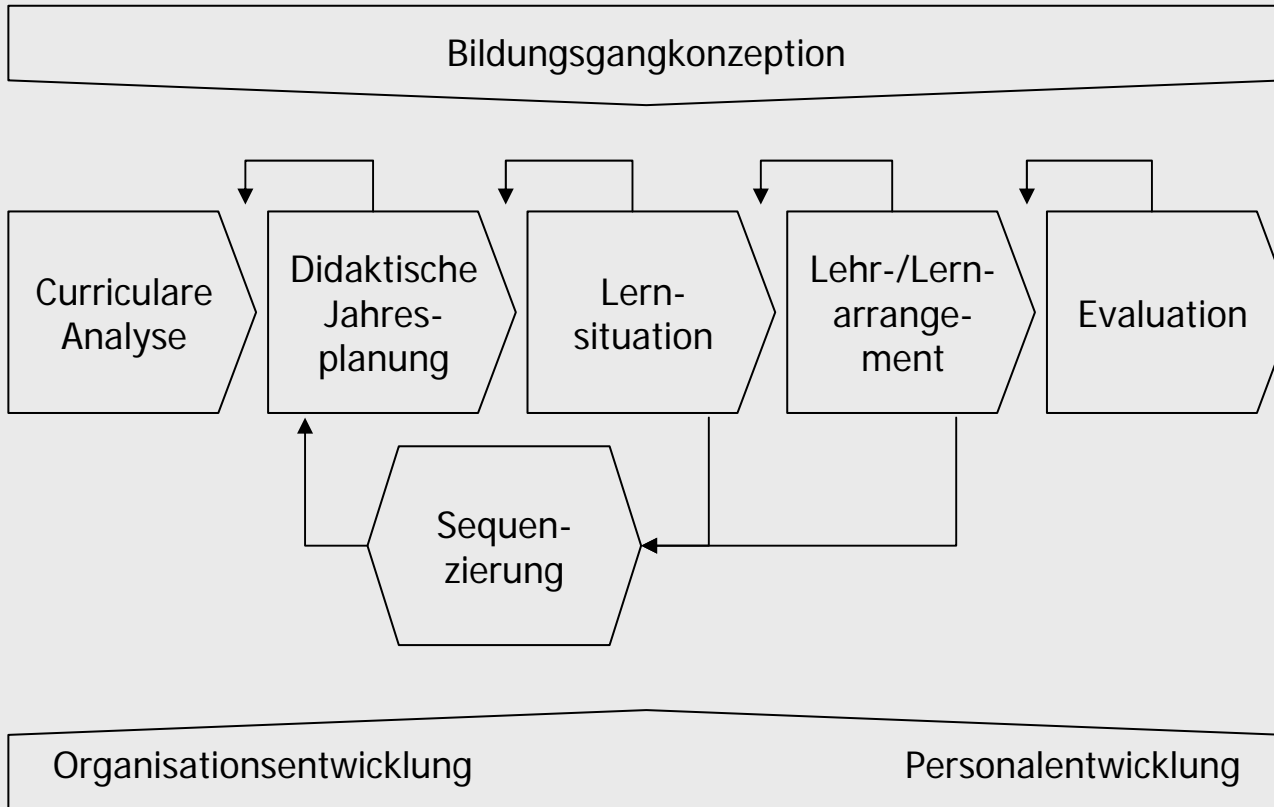 Bildungsgangkonzeption
Curriculare
Analyse
Didaktische
Jahres-
planung
Lern-
situation
Lehr-/Lern-
arrange-
ment
Evaluation
Sequen-
zierung
Organisationsentwicklung
Personalentwicklung